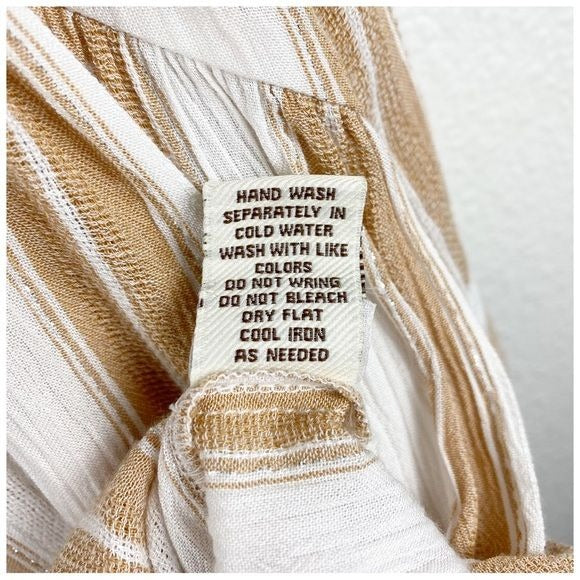 HAND WASH
SEPARATELY IN
COLD WATER
WASH WITH LIKE
COLORS
DO NOT WRING
DO NOT BLEACH
DRY FLAT
COOL IRON
AS NEEDED